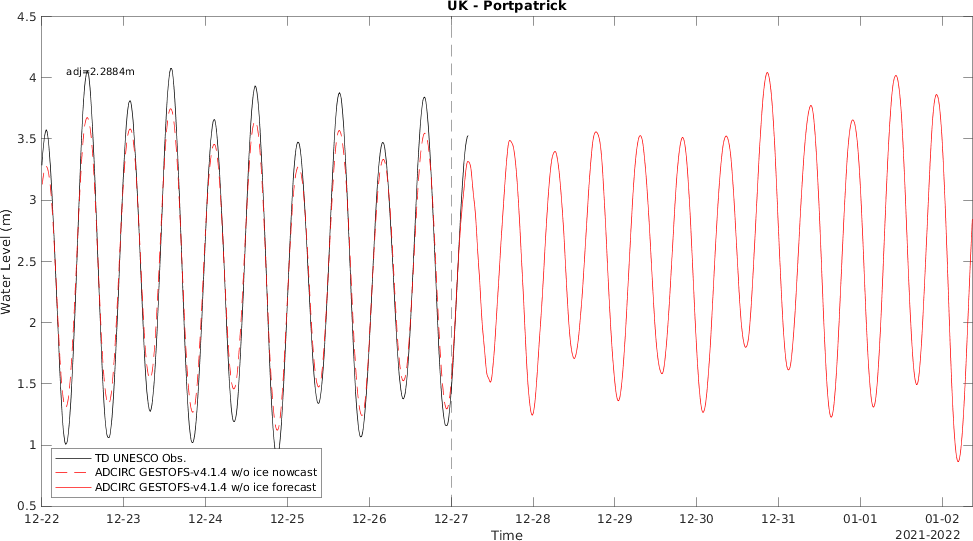 UK - Portpatrick
4.5
4
3.5
3
2.5
2
1.5
1
0.5
Water Level (m)
adj=2.2884m
TD UNESCO Obs.
ADCIRC GESTOFS-v4.1.4 w/o ice nowcast
ADCIRC GESTOFS-v4.1.4 w/o ice forecast
12-22 12-23 12-24 12-25 12-26 12-27 12-28 12-29 12-30 12-31 01-01 01-02
Time
2021-2022